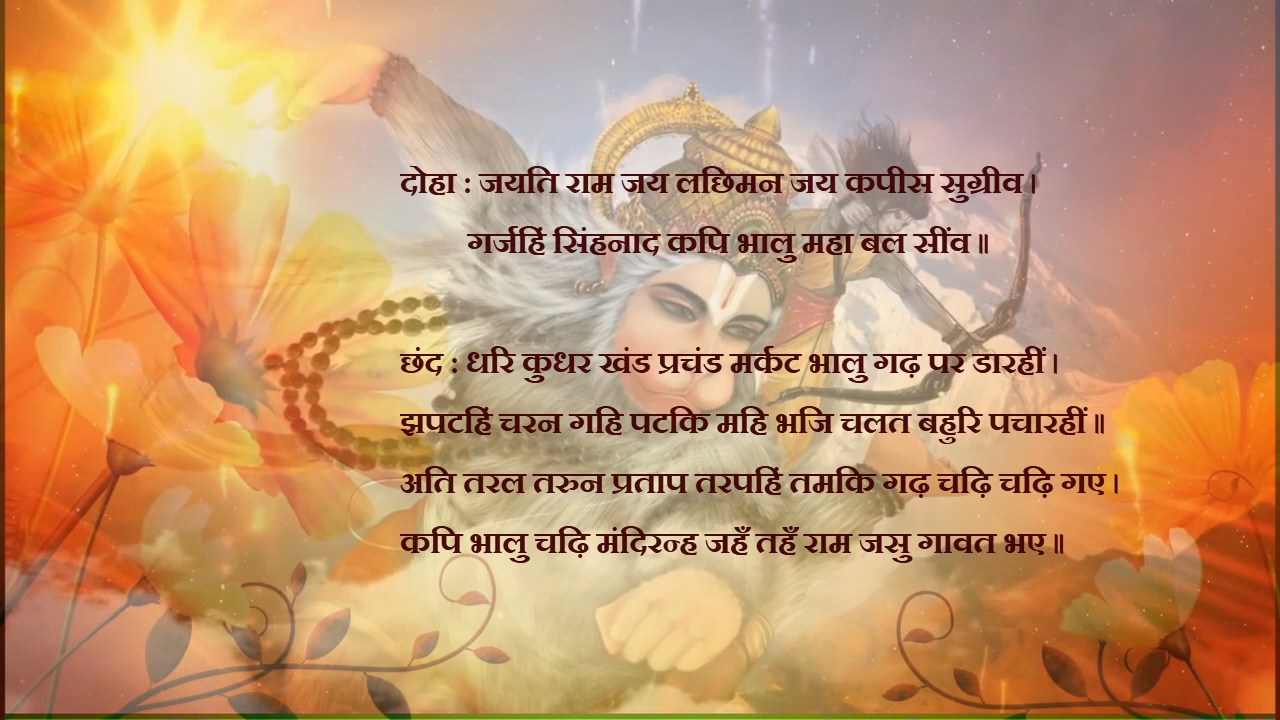 दोहा : जयति राम जय लछिमन जय कपीस सुग्रीव।
गर्जहिं सिंहनाद कपि भालु महा बल सींव॥
छंद : धरि कुधर खंड प्रचंड मर्कट भालु गढ़ पर डारहीं।
झपटहिं चरन गहि पटकि महि भजि चलत बहुरि पचारहीं॥
अति तरल तरुन प्रताप तरपहिं तमकि गढ़ चढ़ि चढ़ि गए।
कपि भालु चढ़ि मंदिरन्ह जहँ तहँ राम जसु गावत भए॥